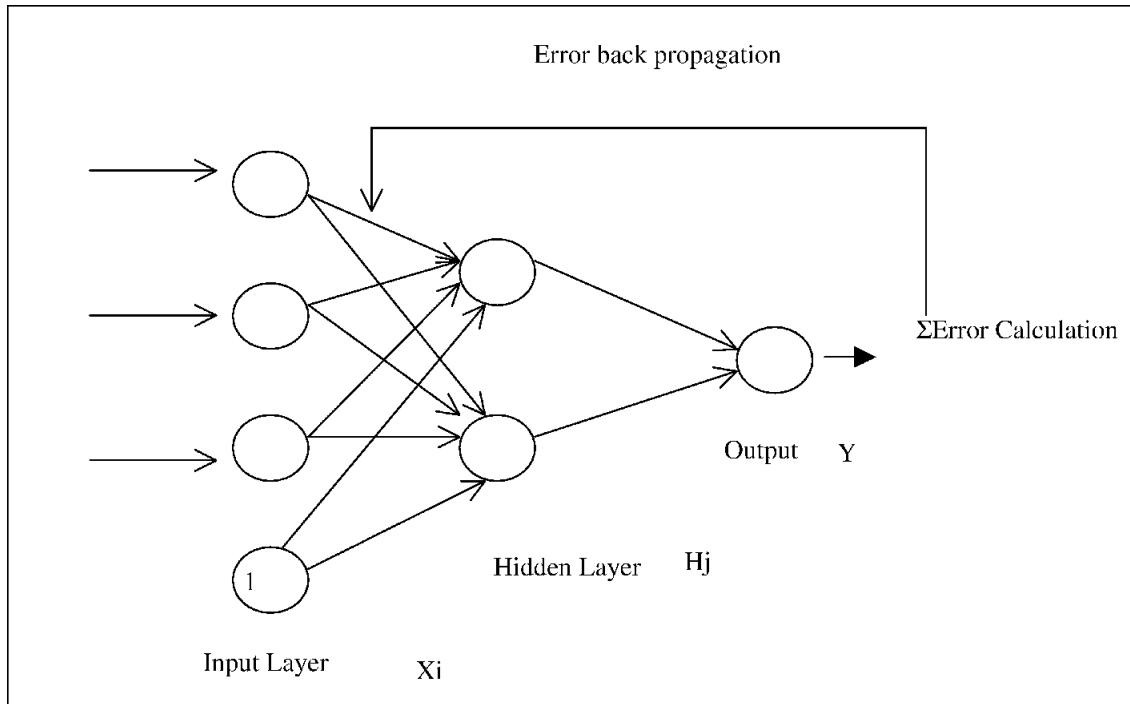 Error back propagation
ΣError Calculation
Output Y
Hidden Layer Hj
1
Input Layer Xi